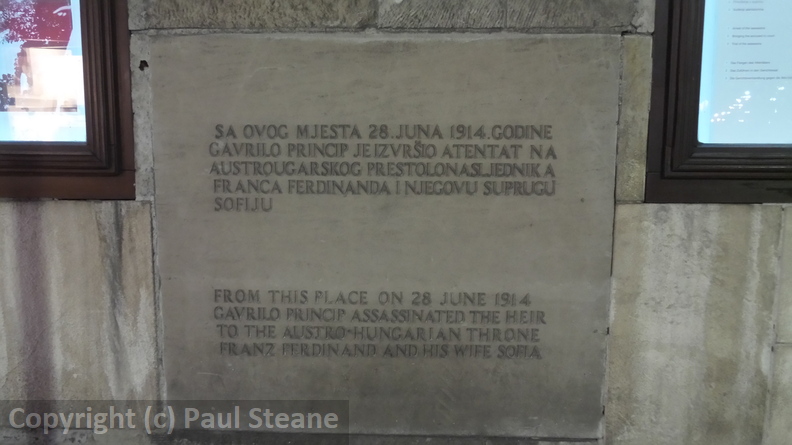 SA OVOG MJESTA 28. JUNA 1914. GODINE
GAVRILO PRINCIP JE IZVRŠIO ATENTAT NA
AUSTROUGARSKOG PRESTOLONASLJEDNIKA
FRANCA FERDINANDA I NJEGOVU SUPRUGU
SOFIJU
FROM THIS PLACE ON 28 JUNE 1914
GAVRILO PRINCIP ASSASSINATED THE HEIR
TO THE AUSTRO-HUNGARIAN THRONE
FRANZ FERDINAND AND HIS WIFE SOFIA
Copyright (c) Paul Steane